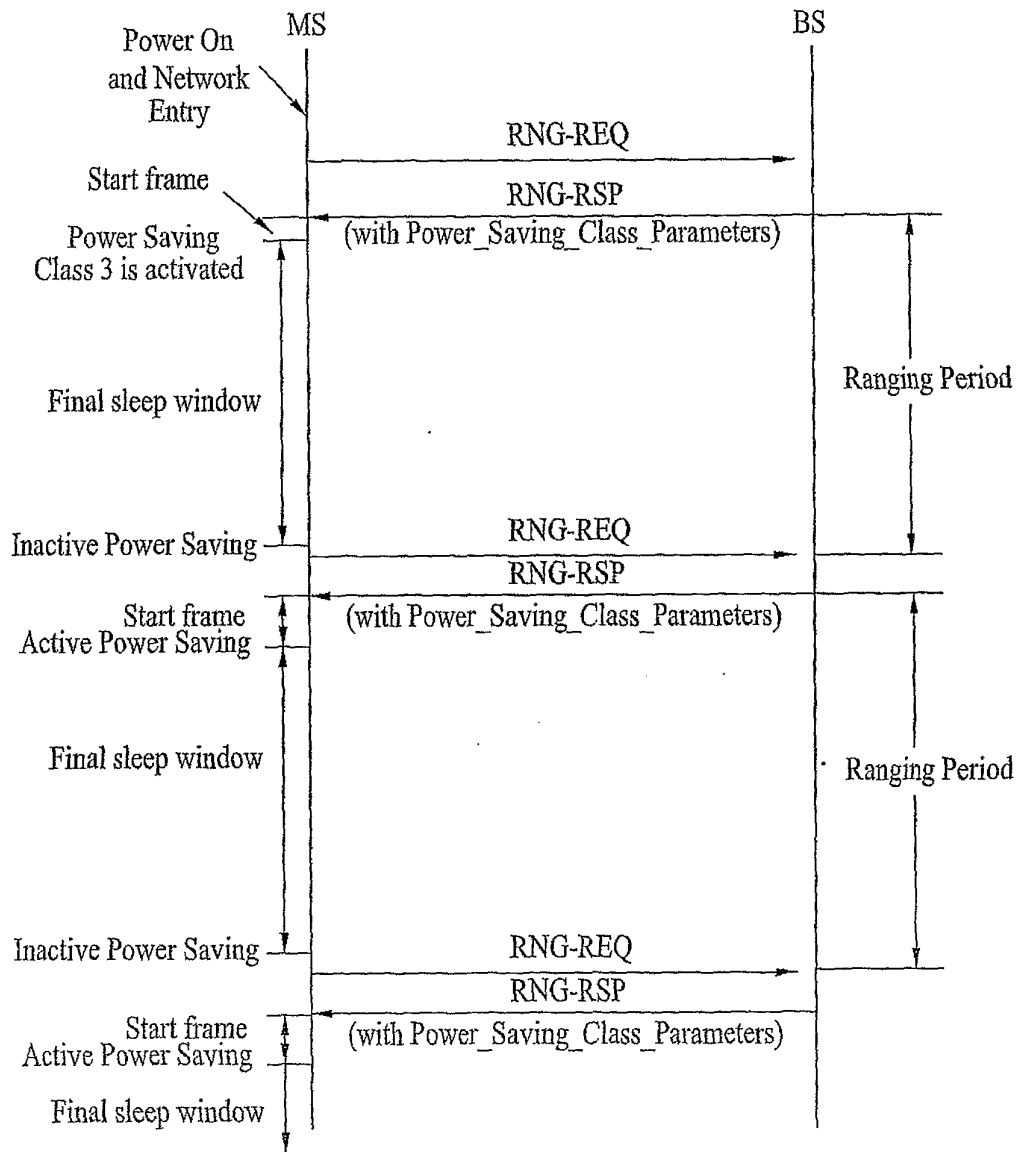 MS
BS
Power On
and Network
Entry
RNG-REQ
Start frame
RNG-RSP
(with Power_Saving_Class_Parameters)
Power Saving
Class 3 is activated
Final sleep window
Ranging Period
Inactive Power Saving
RNG-REQ
RNG-RSP
(with Power_Saving_Class_Parameters)
Start frame
Active Power Saving
Final sleep window
Ranging Period
Inactive Power Saving
RNG-REQ
RNG-RSP
(with Power_Saving_Class_Parameters)
Start frame
Active Power Saving
Final sleep window